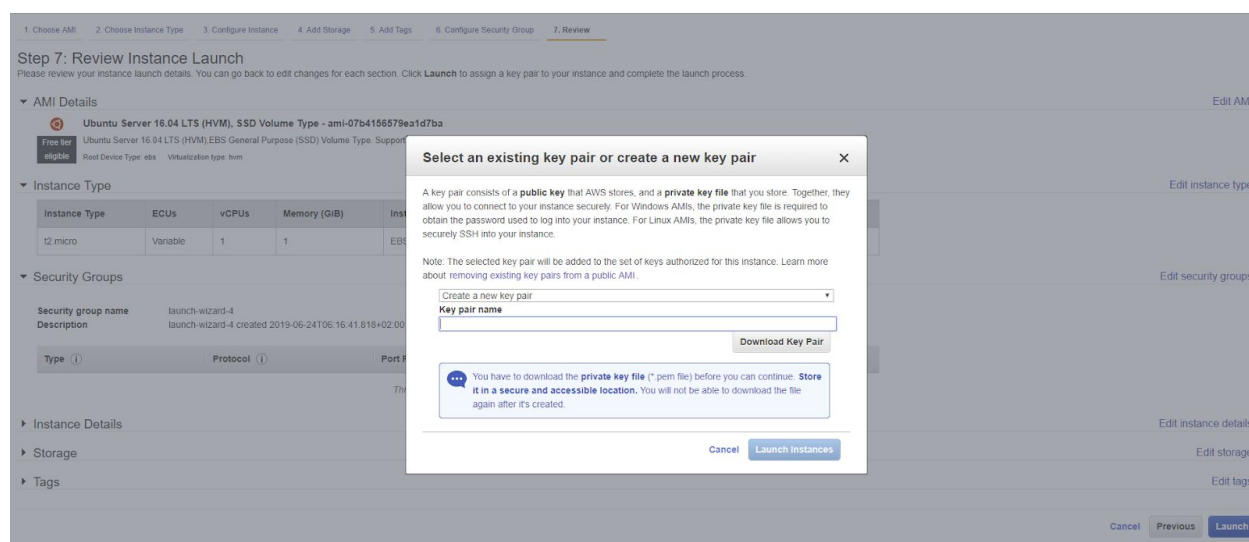 1. Choose AMI 2. Choose Instance Type 3. Configure Instance 4. Add Storage 5. Add Tags 6. Configure Security Group 7. Review
Step 7: Review Instance Launch
Please review your instance launch details. You can go back to edit changes for each section. Click Launch to assign a key pair to your instance and complete the launch process.
AMI Details
Edit AMI
Ubuntu Server 16.04 LTS (HVM), SSD Volume Type - ami-07b4156579ea1d7ba
Free tier eligible
Ubuntu Server 16.04 LTS (HVM),EBS General Purpose (SSD) Volume Type. Support
Root Device Type: ebs Virtualization type: hvm
Instance Type
Edit instance type
Instance Type ECUs vCPUs Memory (GiB) Inst
t2.micro Variable 1 1 EBS
Security Groups
Edit security groups
Security group name launch-wizard-4
Description launch-wizard-4 created 2019-06-24T06:16:41.818+02:00
Type Protocol Port R
Thi
Instance Details
Edit instance details
Storage
Edit storage
Tags
Edit tags
Cancel Previous Launch
Select an existing key pair or create a new key pair
A key pair consists of a public key that AWS stores, and a private key file that you store. Together, they
allow you to connect to your instance securely. For Windows AMIs, the private key file is required to
obtain the password used to log into your instance. For Linux AMIs, the private key file allows you to
securely SSH into your instance.
Note: The selected key pair will be added to the set of keys authorized for this instance. Learn more
about removing existing key pairs from a public AMI.
Create a new key pair
Key pair name
Download Key Pair
You have to download the private key file (*.pem file) before you can continue. Store
it in a secure and accessible location. You will not be able to download the file
again after it's created.
Cancel Launch Instances